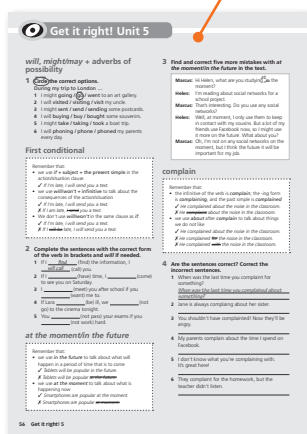 Get it right! Unit 5
will, might/may + adverbs of
possibility
1 Circle the correct options.
During my trip to London ...
1 I might going / go / went to an art gallery.
2 I will visited / visiting / visit my uncle.
3 I might sent / send / sending some postcards.
4 I will buying / buy / bought some souvenirs.
5 I might take / taking / took a boat trip.
6 I will phoning / phone / phoned my parents
every day.
First conditional
Remember that:
• we use if + subject + the present simple in the
action/situation clause
✓ If I'm late, I will send you a text
• we use will/won't + infinitive to talk about the
consequences of the action/situation
✓ If I'm late, I will send you a text
✗ If I am late, I send you a text
• We don't use will/won't in the same clause as if
✓ If I am late, I will send you a text
✗ If I will be late, I will send you a text
2 Complete the sentences with the correct form
of the verb in brackets and will if needed.
1 If I find (find) the information, I
will call (call) you.
2 If I (have) time, I (come)
to see you on Saturday.
3 I (meet) you after school if you
(want) me to.
4 If Lara (be) ill, we (not)
go) to the cinema tonight.
5 You (not pass) your exams if you
(not work) hard.
at the moment/in the future
Remember that:
• we use in the future to talk about what will
happen in a period of time that is to come
✓ Tablets will be popular in the future.
✗ Tablets will be popular at the future
• we use at the moment to talk about what is
happening now
✓ Smartphones are popular at the moment
✗ Smartphones are popular in the moment
56 Get it right! 5
3 Find and correct five more mistakes with at
the moment/in the future in the text.
Marcus: Hi Helen, what are you studying in the
moment?
Helen: I'm reading about social networks for a
school project.
Marcus: That's interesting. Do you use any social
networks?
Helen: Well, at moment, I only use them to keep
in contact with my cousins. But a lot of my
friends use Facebook now, so I might use
it more on the future. What about you?
Marcus: Oh, I'm not on any social networks on the
moment, but I think the future it will be
important for my job.
complain
Remember that:
• the infinitive of the verb is complain, the -ing form
is complaining, and the past simple is complained
✓ He complained about the noise in the classroom.
✗ He complained about the noise in the classroom.
• we use about after complain to talk about things
we do not like
✓ He complained about the noise in the classroom.
✗ He complained for the noise in the classroom.
✗ He complained with the noise in the classroom.
4 Are the sentences correct? Correct the
incorrect sentences.
1 When was the last time you complaint for
something?
When was the last time you complained about
something?
2 Jane is always complaining about her sister.
3 You shouldn't have complainted! Now they'll be
angry.
4 My parents complain about the time I spend on
Facebook.
5 I don't know what you're complaining with.
It's great here!
6 They complaint for the homework, but the
teacher didn't listen.